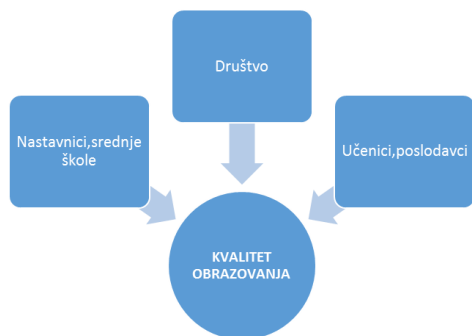 Društvo
Nastavnici,srednje
škole
Učenici,poslodavci
KVALITET
OBRAZOVANJA